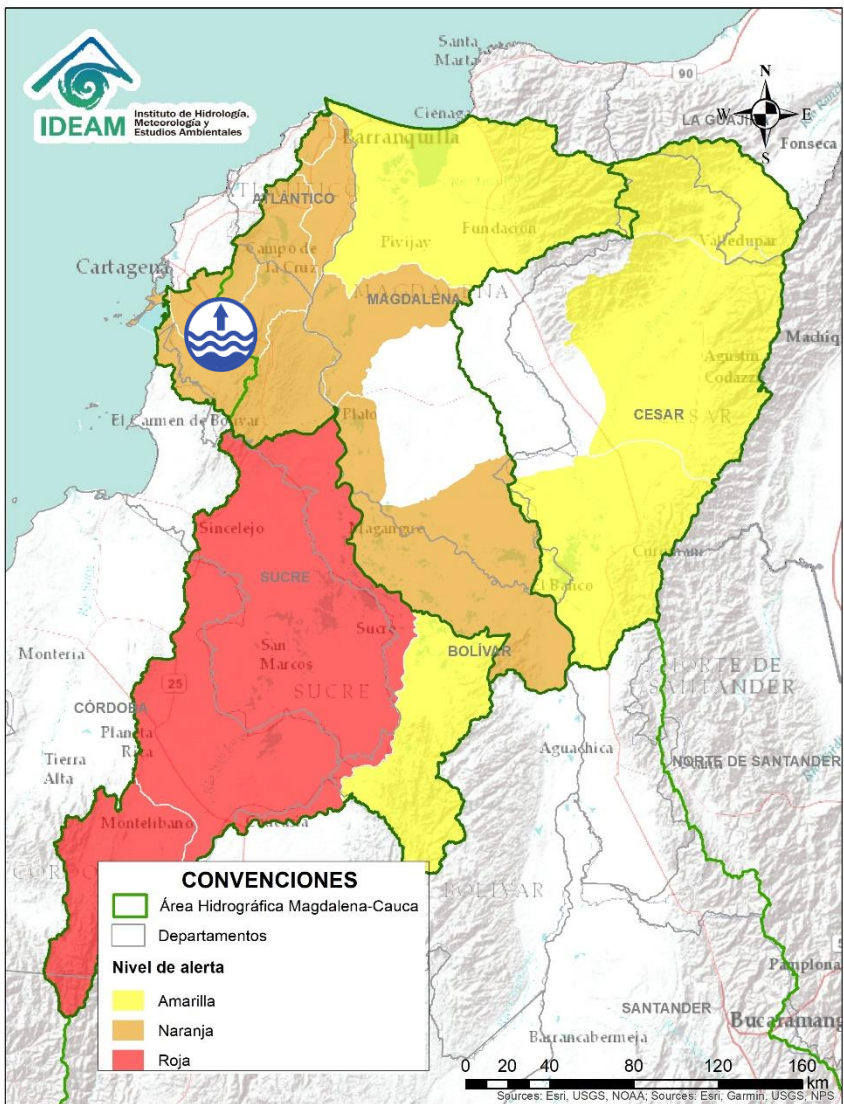 IDEAM
Instituto de Hidrología,
Meteorología y
Estudios Ambientales
Santa
Marta
90
N
W E
S
LA GUAJIRA
Fonseca
Ciénaga
Barranquilla
ATLÁNTICO
Cartagena
Campo de
la Cruz
Pivijay
Fundación
Valledupar
MAGDALENA
Agustín
Codazzi
El Carmen de Bolívar
Plato
CESAR
Sincelejo
Magangue
SUCRE
El Banco
Sucre
San
Marcos
SUCRE
BOLÍVAR
Montería
25
CÓRDOBA
Planeta
Rica
Tierra
Alta
Aguachica
NORTE DE
SANTANDER
NORTE DE SANTANDER
Montelibano
BOLÍVAR
CONVENCIONES
Área Hidrográfica Magdalena-Cauca
Departamentos
Nivel de alerta
Amarilla
Naranja
Roja
Pamplona
SANTANDER
Bucaramang
Barrancabermeja
0 20 40 80 120 160
km
Sources: Esri, USGS, NOAA; Sources: Esri, Garmin, USGS, NPS